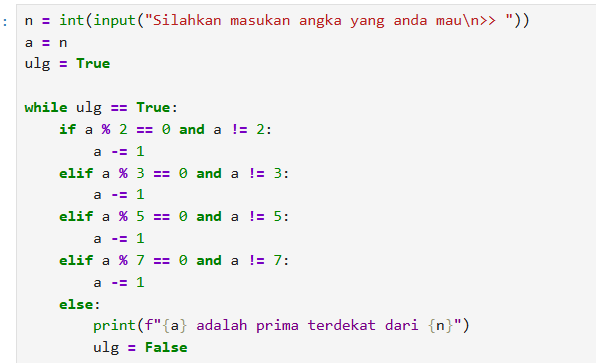 : n = int(input("Silahkan masukan angka yang anda mau\n>> "))
a = n
ulg = True

while ulg == True:
    if a % 2 == 0 and a != 2:
        a -= 1
    elif a % 3 == 0 and a != 3:
        a -= 1
    elif a % 5 == 0 and a != 5:
        a -= 1
    elif a % 7 == 0 and a != 7:
        a -= 1
    else:
        print(f"{a} adalah prima terdekat dari {n}")
        ulg = False